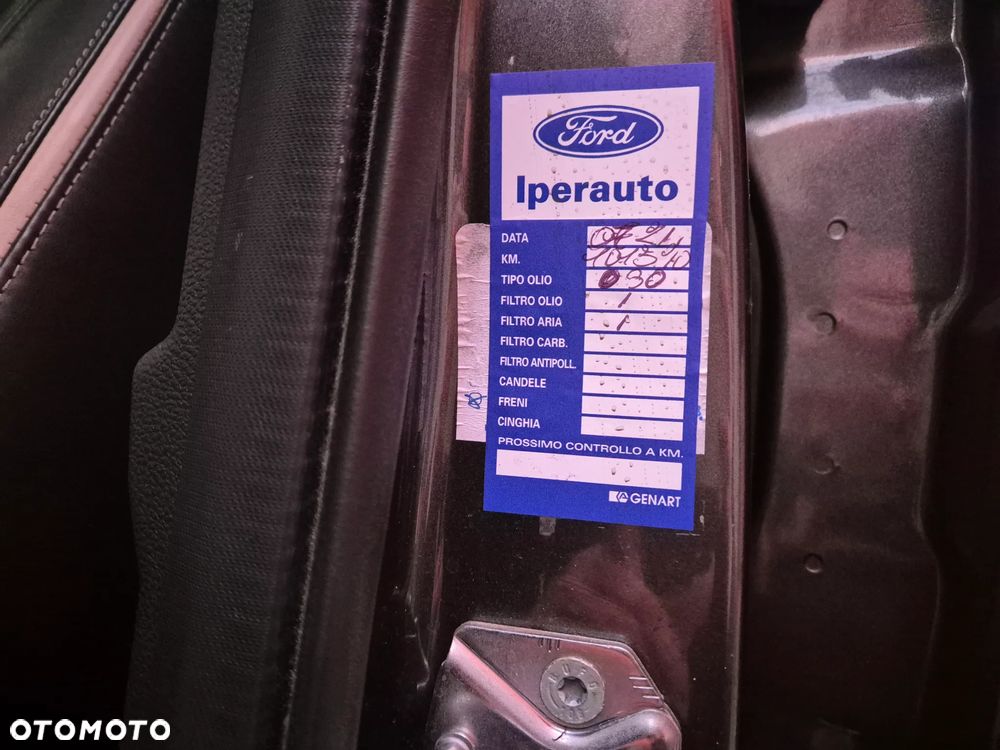 Ford
Iperauto
DATA
KM.
TIPO OLIO 030
FILTRO OLIO /
FILTRO ARIA /
FILTRO CARB.
FILTRO ANTIPOLL.
CANDELE
FRENI
CINGHIA
PROSSIMO CONTROLLO A KM.
GENART
OTOMOTO